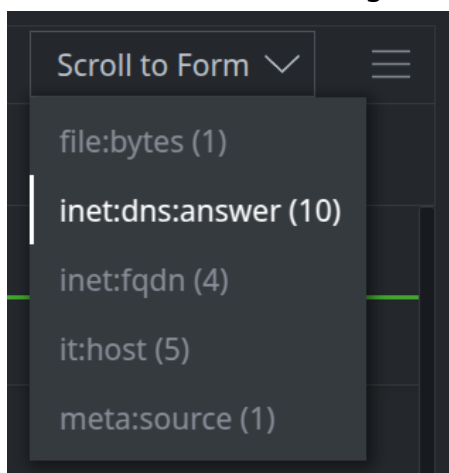 Scroll to Form
file:bytes (1)
inet:dns:answer (10)
inet:fqdn (4)
it:host (5)
meta:source (1)